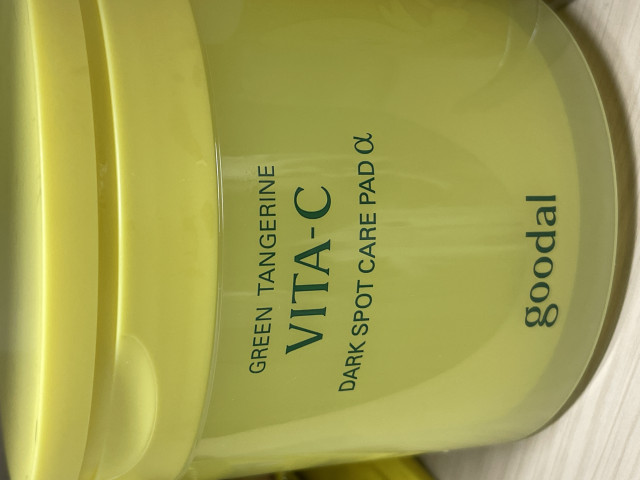 GREEN TANGERINE
VITA-C
DARK SPOT CARE PAD α
goodal